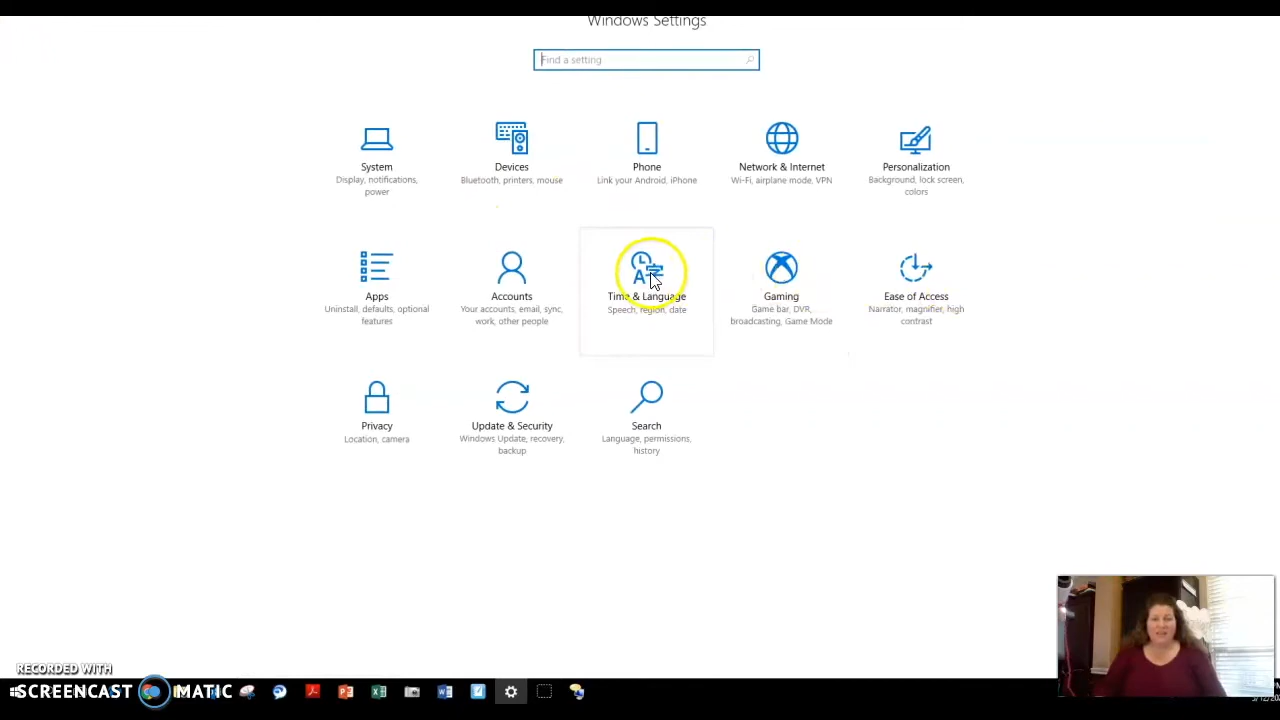 Windows Settings
Find a setting
System
Display, notifications,
power
Devices
Bluetooth, printers, mouse
Phone
Link your Android, iPhone
Network & Internet
Wi-Fi, airplane mode, VPN
Personalization
Background, lock screen,
colors
Apps
Uninstall, defaults, optional
features
Accounts
Your accounts, email, sync,
work, other people
Time & Language
Speech, region, date
Gaming
Game bar, DVR,
broadcasting, Game Mode
Ease of Access
Narrator, magnifier, high
contrast
Privacy
Location, camera
Update & Security
Windows Update, recovery,
backup
Search
Language, permissions,
history
RECORDED WITH
SCREENCAST MATIC